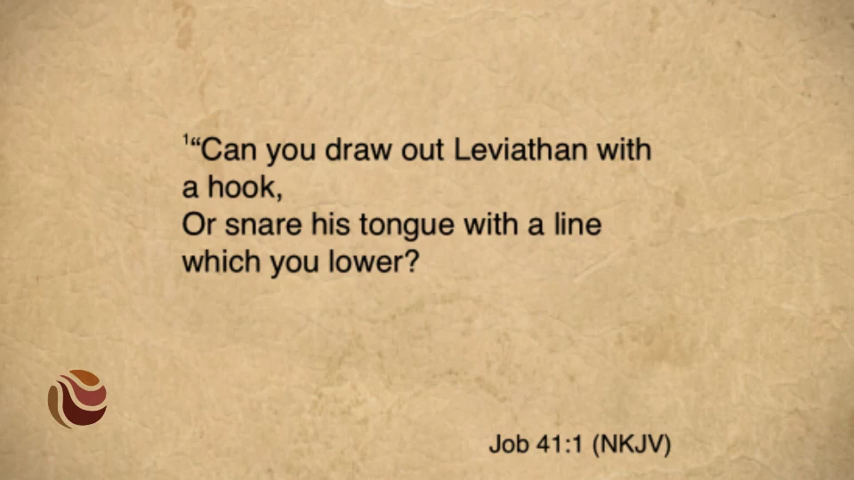 ¹“Can you draw out Leviathan with
a hook,
Or snare his tongue with a line
which you lower?
Job 41:1 (NKJV)